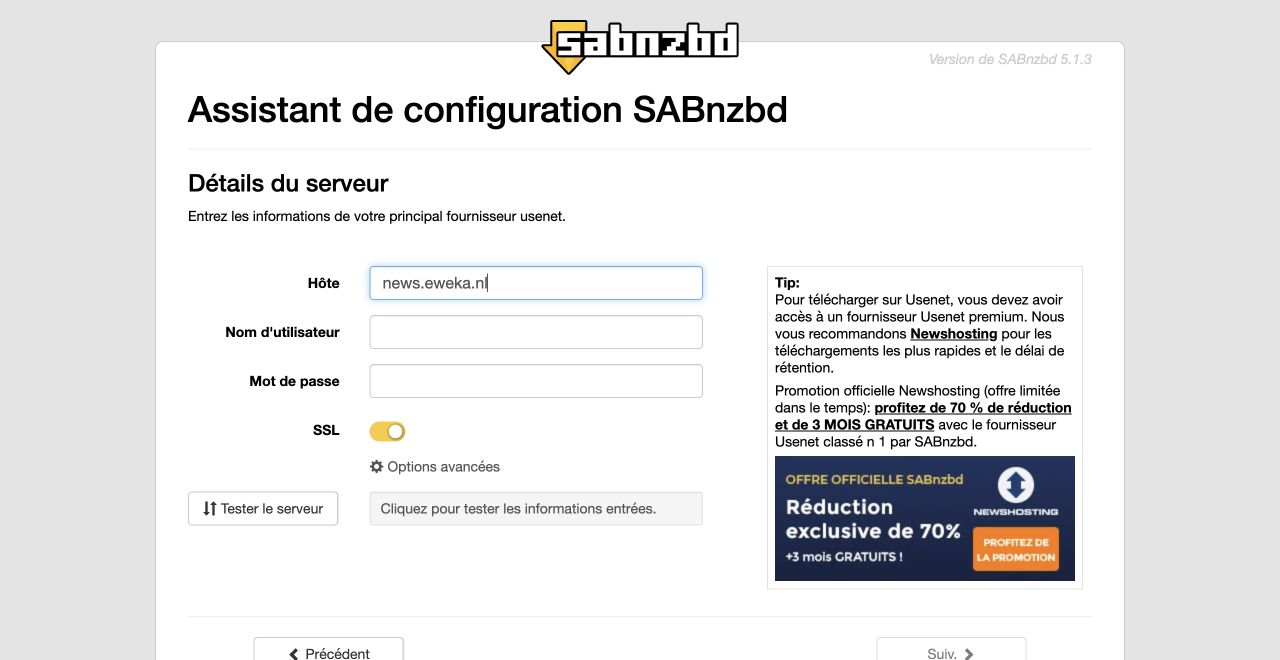 sabnzbd
Version de SABnzbd 5.1.3
Assistant de configuration SABnzbd
Détails du serveur
Entrez les informations de votre principal fournisseur usenet.
Hôte
news.eweka.nl
Nom d'utilisateur
Mot de passe
SSL
Options avancées
Tester le serveur
Cliquez pour tester les informations entrées.
Tip:
Pour télécharger sur Usenet, vous devez avoir
accès à un fournisseur Usenet premium. Nous
vous recommandons Newshosting pour les
téléchargements les plus rapides et le délai de
rétention.
Promotion officielle Newshosting (offre limitée
dans le temps): profitez de 70 % de réduction
et de 3 MOIS GRATUITS avec le fournisseur
Usenet classé n 1 par SABnzbd.
OFFRE OFFICIELLE SABnzbd
Réduction
exclusive de 70%
+3 mois GRATUITS !
NEWSHOSTING
PROFITEZ DE
LA PROMOTION
Précédent
Suiv.